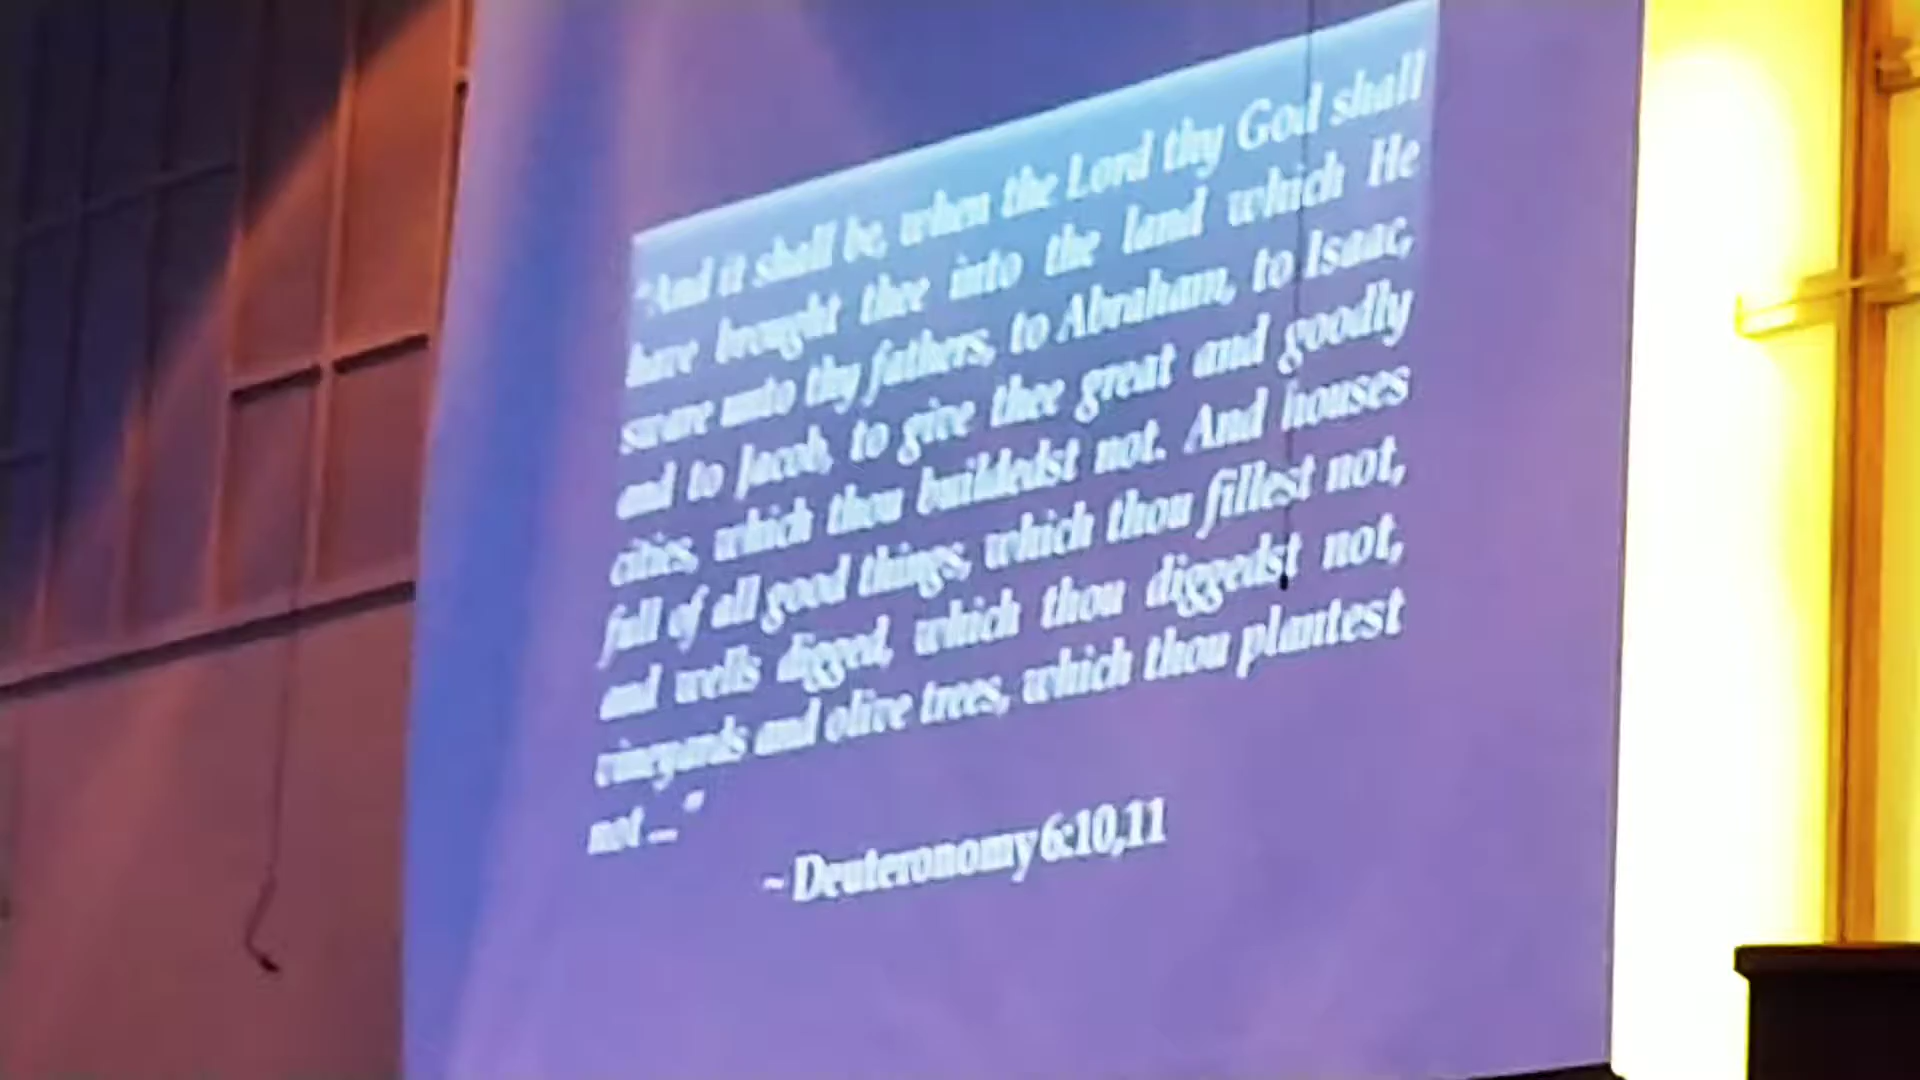 "And it shall be, when the Lord thy God shall
have brought thee into the land which He
sware unto thy fathers, to Abraham, to Isaac,
and to Jacob, to give thee great and goodly
cities, which thou buildedst not. And houses
full of all good things, which thou fillest not,
and wells digged, which thou diggedst not,
vineyards and olive trees, which thou plantest
not ..."
~ Deuteronomy 6:10,11